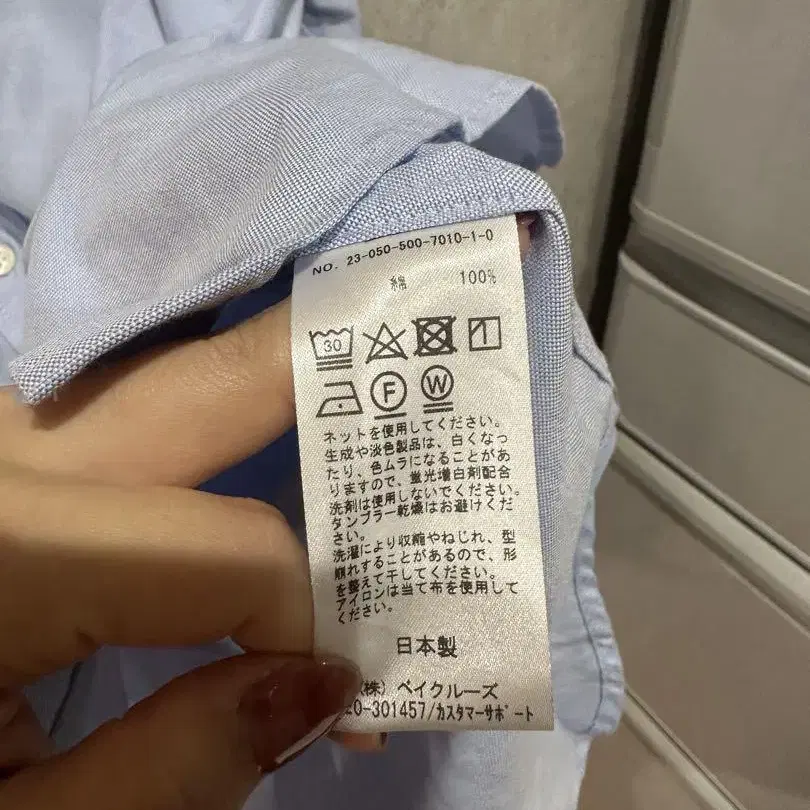 NO. 23-050-500-7010-1-0
綿 100%
30
F W
ネットを使用してください。
生成や淡色製品は、白くなっ
たり、色ムラになることがあ
りますので、蛍光増白剤配合
洗剤は使用しないでください。
タンブラー乾燥はお避けくだ
さい。
洗濯により収縮やねじれ、型
崩れすることがあるので、形
を整えて干してください。
アイロンは当て布を使用して
ください。
日本製
(株) ベイクルーズ
20-301457/カスタマーサポート